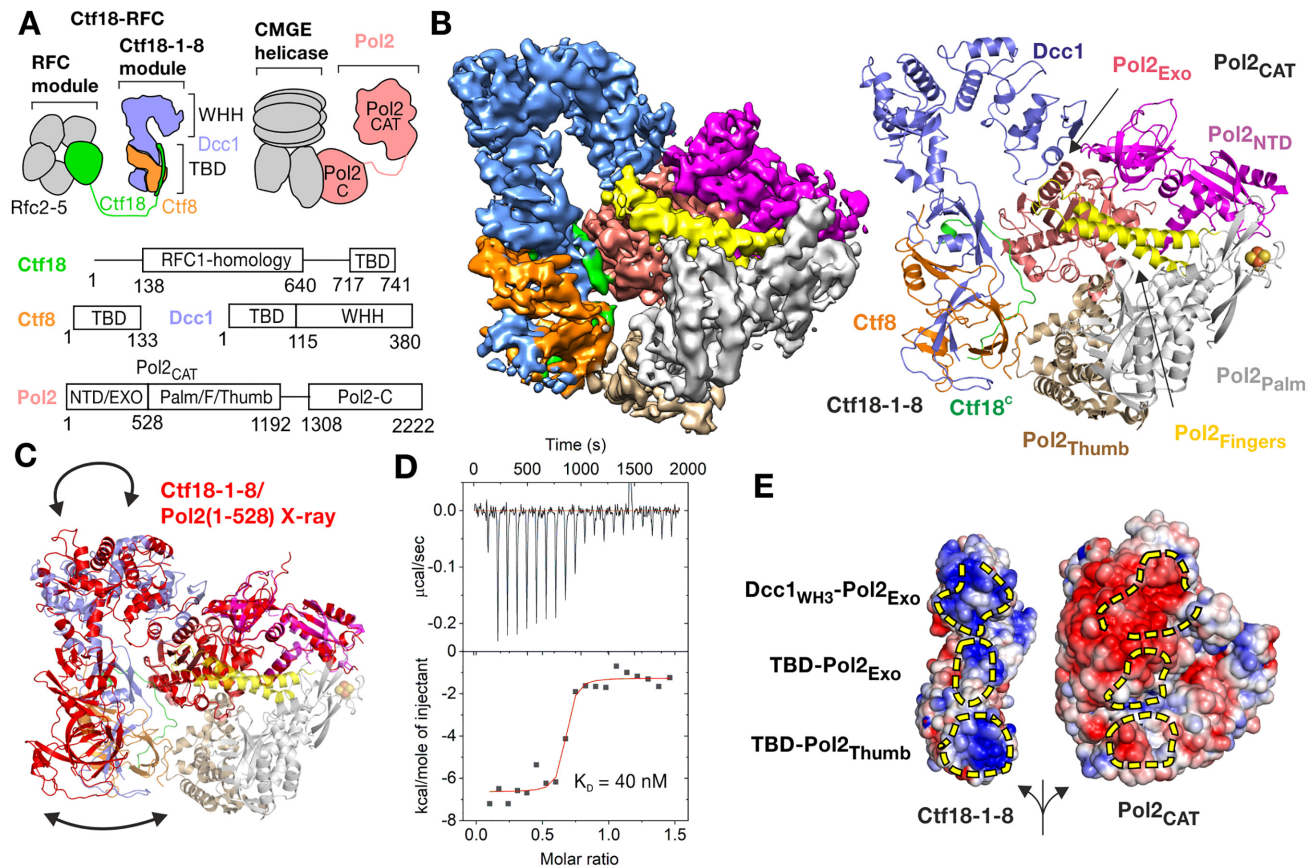 A
Ctf18-RFC
RFC
module
Ctf18-1-8
module
WHH
Dcc1
TBD
Rfc2-5
Ctf18
Ctf8
CMGE
helicase
Pol2
Pol2
CAT
Pol2
C
Ctf18
RFC1-homology
TBD
1
138
640
717
741
Ctf8
TBD
1
133
Dcc1
TBD
WHH
1
115
380
Pol2CAT
Pol2
NTD/EXO
Palm/F/Thumb
Pol2-C
1
528
1192
1308
2222
B
Dcc1
Pol2Exo
Pol2CAT
Pol2NTD
Ctf8
Pol2Palm
Ctf18-1-8
Ctf18C
Pol2Thumb
Pol2Fingers
C
Ctf18-1-8/
Pol2(1-528) X-ray
D
Time (s)
0 500 1000 1500 2000
0.0
-0.1
-0.2
µcal/sec
0
-2
-4
-6
-8
kcal/mole of injectant
KD = 40 nM
0.0 0.5 1.0 1.5
Molar ratio
E
Dcc1WH3-Pol2Exo
TBD-Pol2Exo
TBD-Pol2Thumb
Ctf18-1-8
Pol2CAT